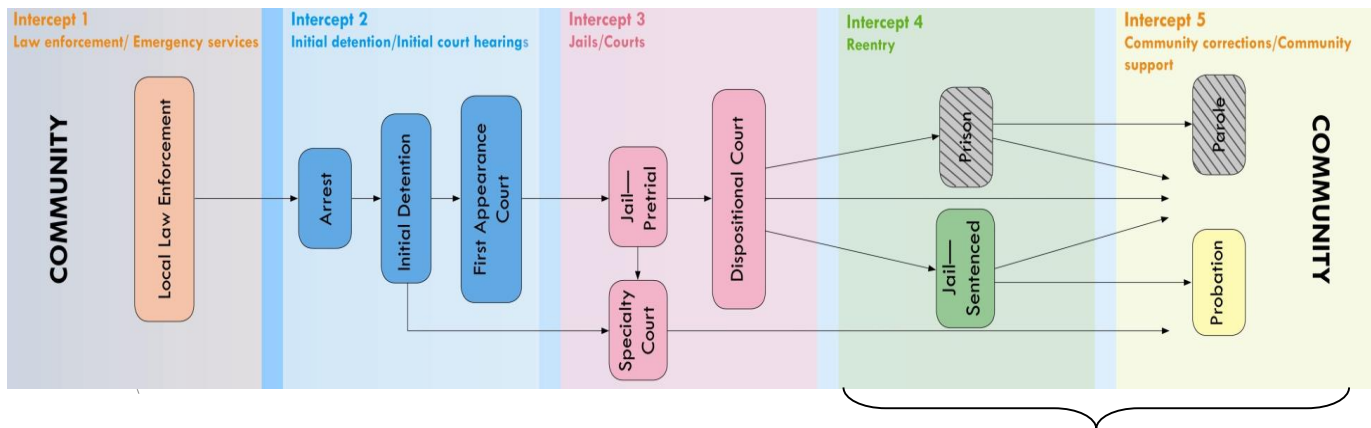 Intercept 1
Law enforcement/ Emergency services
Intercept 2
Initial detention/Initial court hearings
Intercept 3
Jails/Courts
Intercept 4
Reentry
Intercept 5
Community corrections/Community
support
COMMUNITY
Local Law Enforcement
Arrest
Initial Detention
First Appearance
Court
Jail—
Pretrial
Specialty
Court
Dispositional Court
Prison
Jail—
Sentenced
Parole
Probation
COMMUNITY